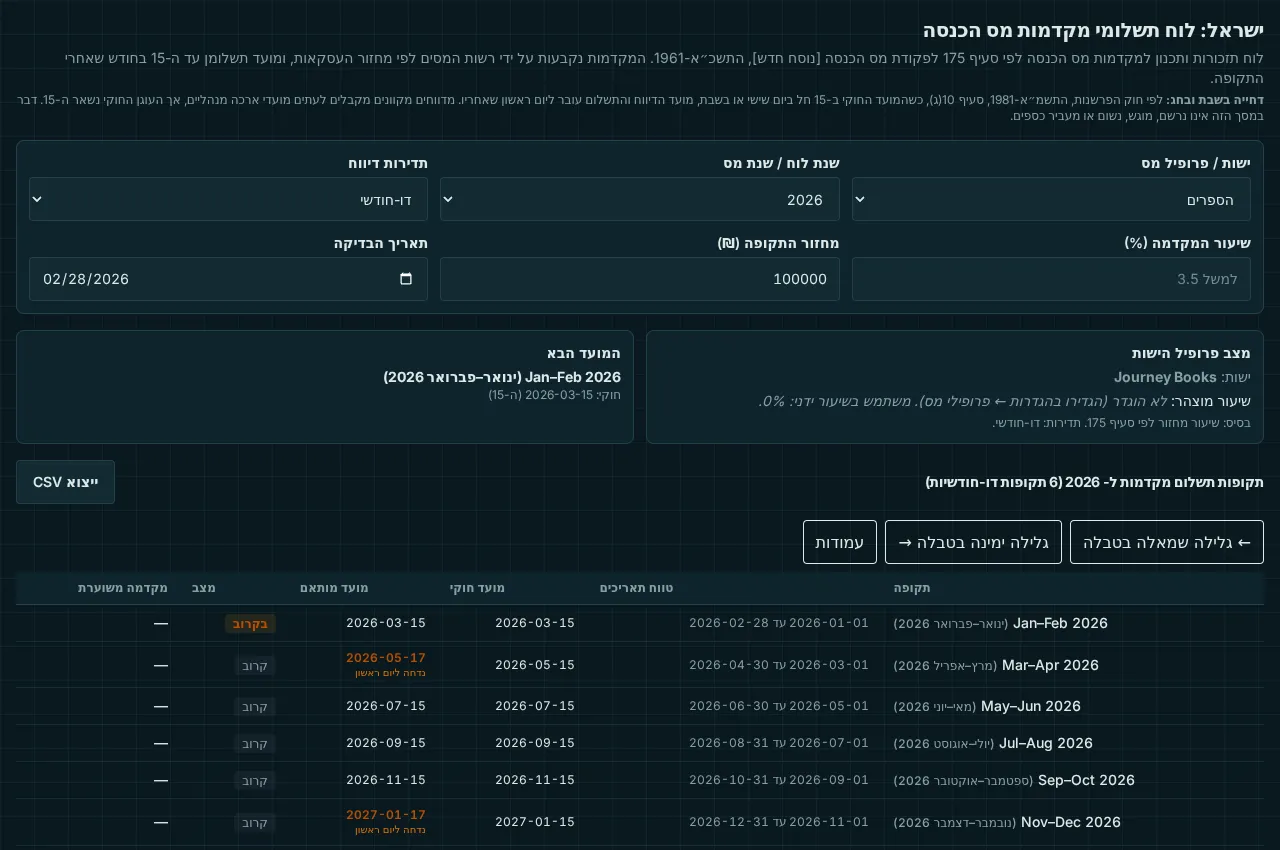 ישראל: לוח תשלומי מקדמות מס הכנסה
לוח תזכורות ותכנון למקדמות מס הכנסה לפי סעיף 175 לפקודת מס הכנסה [נוסח חדש], התשכ״א-1961. המקדמות נקבעות על ידי רשות המסים לפי מחזור העסקאות, ומועד תשלומן עד ה-15 בחודש שאחרי
התקופה.
דחייה בשבת ובחג: לפי חוק הפרשנות, התשמ״א-1981, סעיף 10(ג), כשהמועד החוקי ב-15 חל ביום שישי או בשבת, מועד הדיווח והתשלום עובר ליום ראשון שאחריו. מדווחים מקוונים מקבלים לעתים מועדי ארכה מנהליים, אך העוגן החוקי נשאר ה-15. דבר
במסך הזה אינו נרשם, מוגש, נשום או מעביר כספים.
ישות / פרופיל מס
שנת לוח / שנת מס
תדירות דיווח
הספרים
2026
דו-חודשי
שיעור המקדמה (%)
מחזור התקופה (₪)
תאריך הבדיקה
למשל 3.5
100000
02/28/2026
מצב פרופיל הישות
ישות: Journey Books
שיעור מוצהר: לא הוגדר (הגדירו בהגדרות ← פרופילי מס). משתמש בשיעור ידני: 0%.
בסיס: שיעור מחזור לפי סעיף 175. תדירות: דו-חודשי.
המועד הבא
Jan–Feb 2026 (ינואר–פברואר 2026)
חוקי: 2026-03-15 (ה-15)
תקופות תשלום מקדמות ל- 2026 (6 תקופות דו-חודשיות)
ייצוא CSV
← גלילה שמאלה בטבלה
גלילה ימינה בטבלה →
עמודות
תקופה טווח תאריכים מועד חוקי מועד מותאם מצב מקדמה משוערת
Jan–Feb 2026 (ינואר–פברואר 2026) 2026-01-01 עד 2026-02-28 2026-03-15 2026-03-15 בקרוב —
Mar–Apr 2026 (מרץ–אפריל 2026) 2026-03-01 עד 2026-04-30 2026-05-15 2026-05-17 קרוב —
נדחה ליום ראשון
May–Jun 2026 (מאי–יוני 2026) 2026-05-01 עד 2026-06-30 2026-07-15 2026-07-15 קרוב —
Jul–Aug 2026 (יולי–אוגוסט 2026) 2026-07-01 עד 2026-08-31 2026-09-15 2026-09-15 קרוב —
Sep–Oct 2026 (ספטמבר–אוקטובר 2026) 2026-09-01 עד 2026-10-31 2026-11-15 2026-11-15 קרוב —
Nov–Dec 2026 (נובמבר–דצמבר 2026) 2026-11-01 עד 2026-12-31 2027-01-15 2027-01-17 קרוב —
נדחה ליום ראשון